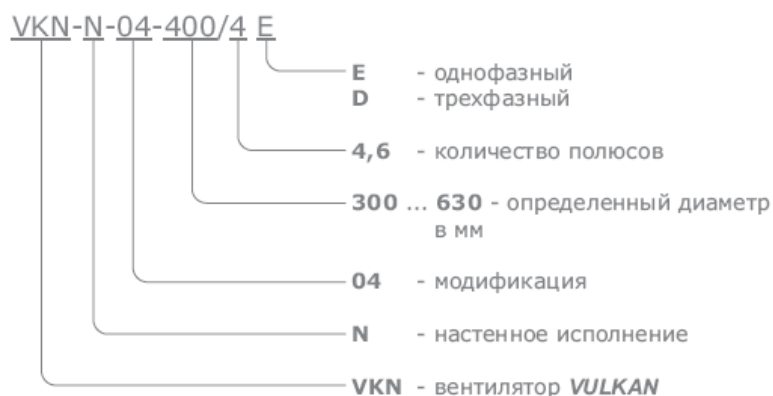 VKN-N-04-400/4 E
E - однофазный
D - трехфазный
4,6 - количество полюсов
300 ... 630 - определенный диаметр
в мм
04 - модификация
N - настенное исполнение
VKN - вентилятор VULKAN